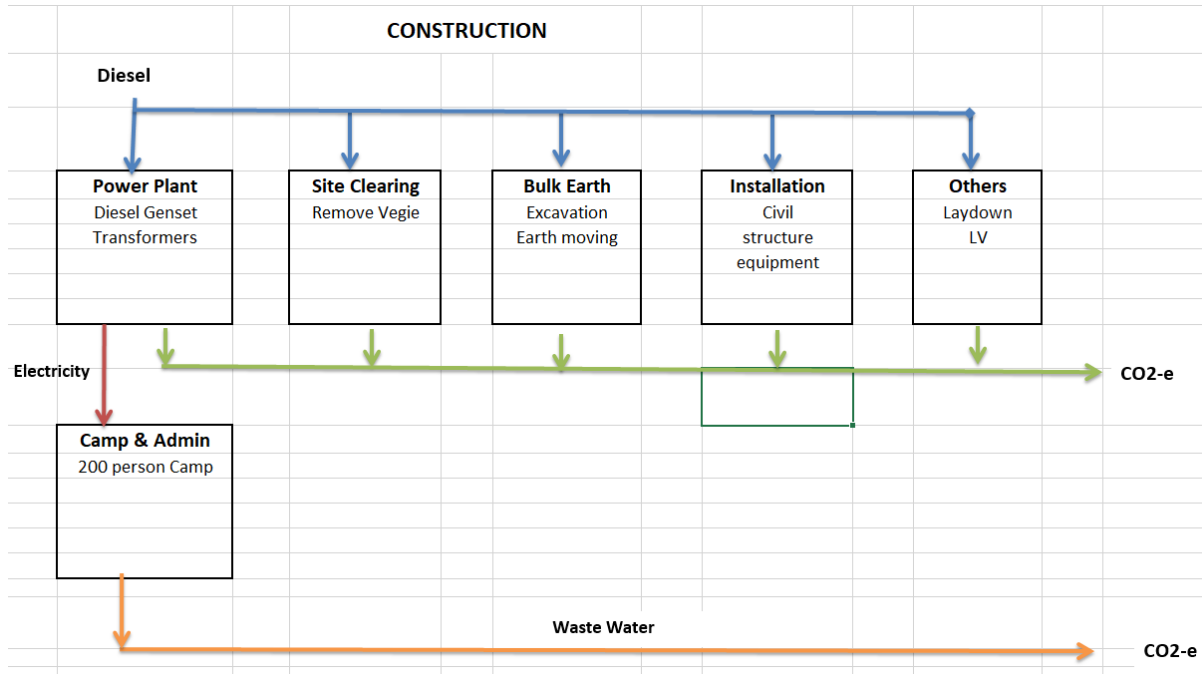 CONSTRUCTION
Diesel
Power Plant
Diesel Genset
Transformers
Site Clearing
Remove Vegie
Bulk Earth
Excavation
Earth moving
Installation
Civil
structure
equipment
Others
Laydown
LV
Electricity
CO2-e
Camp & Admin
200 person Camp
Waste Water
CO2-e